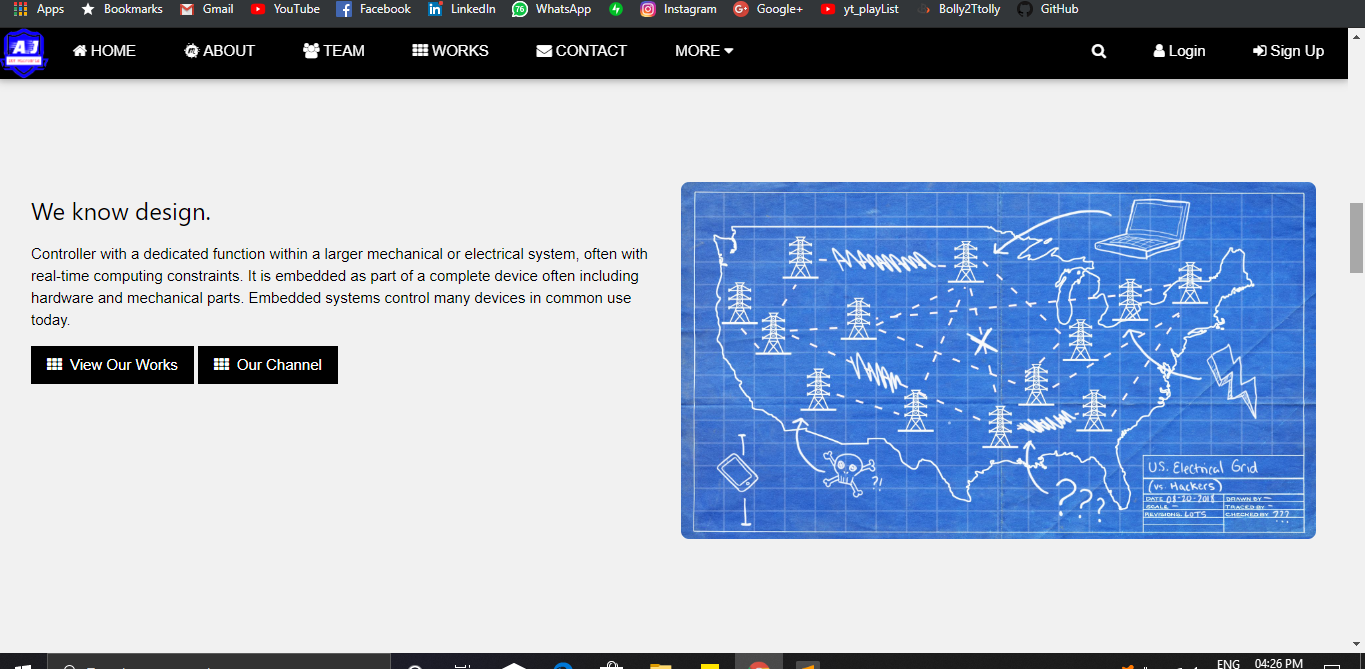 Apps Bookmarks Gmail YouTube Facebook LinkedIn 76 WhatsApp Instagram Google+ yt_playList Bolly2Ttolly GitHub
AJ HOME ABOUT TEAM WORKS CONTACT MORE Login Sign Up
We know design.
Controller with a dedicated function within a larger mechanical or electrical system, often with
real-time computing constraints. It is embedded as part of a complete device often including
hardware and mechanical parts. Embedded systems control many devices in common use
today.
View Our Works Our Channel
?!
???
U.S. Electrical Grid
(vs. Hackers)
DATE 08-20-2018 DRAWN BY ~
SCALE ~ TRACED BY ~
REVISIONS: LOTS CHECKED BY ???
ENG 04:26 PM